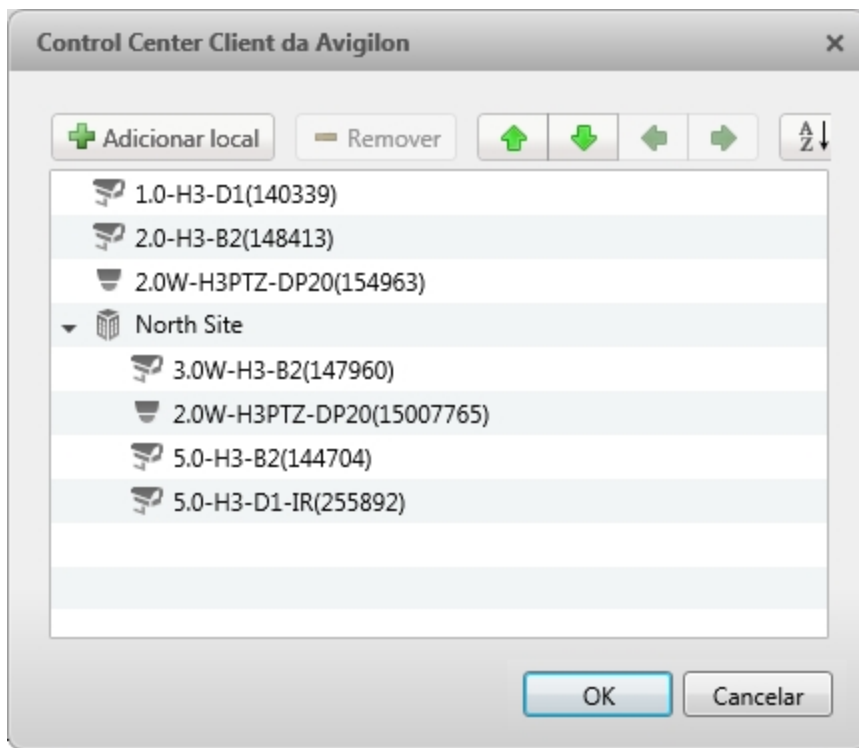 Control Center Client da Avigilon
Adicionar local Remover A Z
1.0-H3-D1(140339)
2.0-H3-B2(148413)
2.0W-H3PTZ-DP20(154963)
North Site
3.0W-H3-B2(147960)
2.0W-H3PTZ-DP20(15007765)
5.0-H3-B2(144704)
5.0-H3-D1-IR(255892)
OK Cancelar